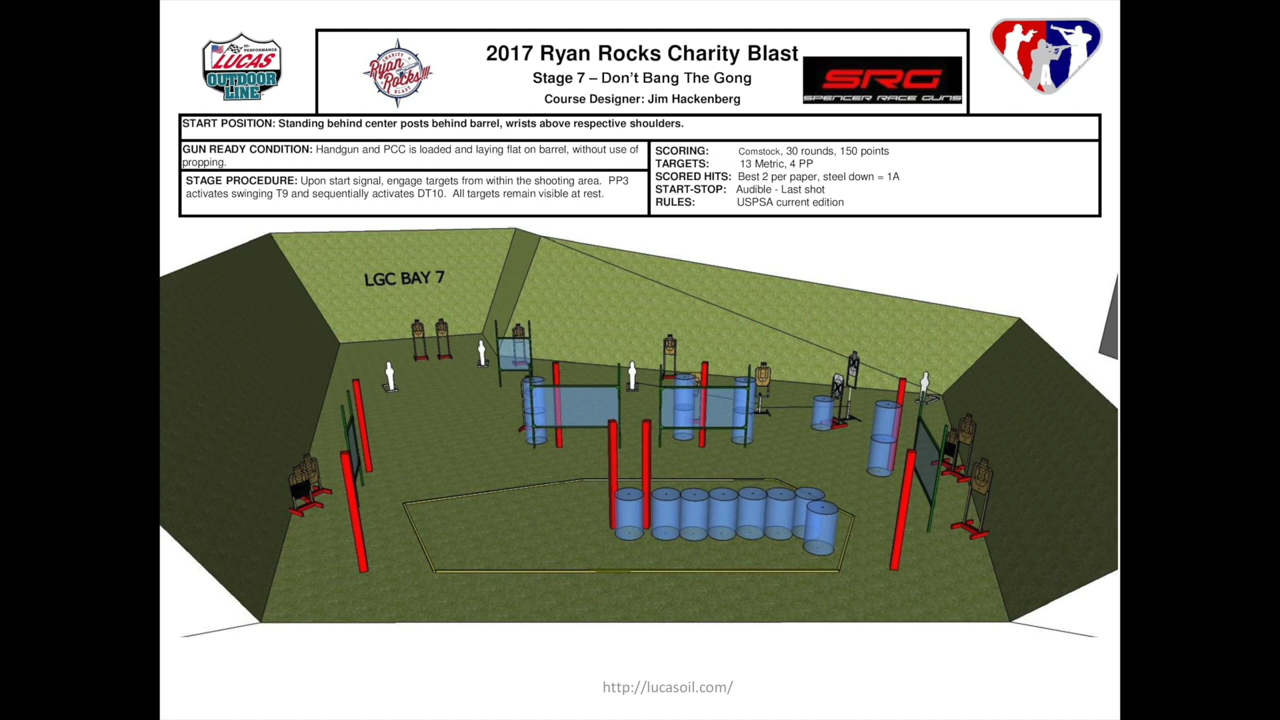 HI-PERFORMANCE
LUCAS
OUTDOOR
LINE
CHARITY
Ryan
Rocks!!!
BLAST
2017 Ryan Rocks Charity Blast
Stage 7 – Don't Bang The Gong
Course Designer: Jim Hackenberg
SRG
SPENCER RACE GUNS
START POSITION: Standing behind center posts behind barrel, wrists above respective shoulders.
GUN READY CONDITION: Handgun and PCC is loaded and laying flat on barrel, without use of
propping.
STAGE PROCEDURE: Upon start signal, engage targets from within the shooting area. PP3
activates swinging T9 and sequentially activates DT10. All targets remain visible at rest.
SCORING: Comstock, 30 rounds, 150 points
TARGETS: 13 Metric, 4 PP
SCORED HITS: Best 2 per paper, steel down = 1A
START-STOP: Audible - Last shot
RULES: USPSA current edition
LGC BAY 7
http://lucasoil.com/